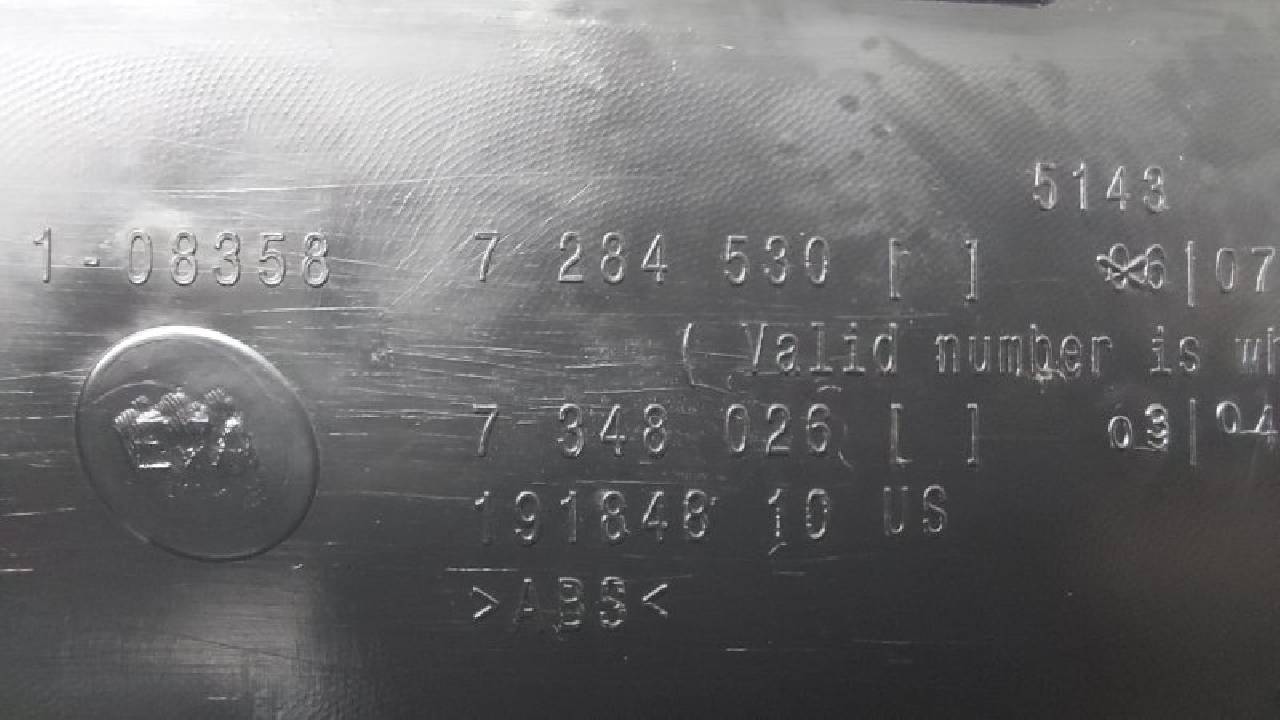 5143
1-08358 7 284 530 [ ] 06|07
( Valid number is wh
7 348 026 [ ] 03|04
191848 10 US
>ABS<